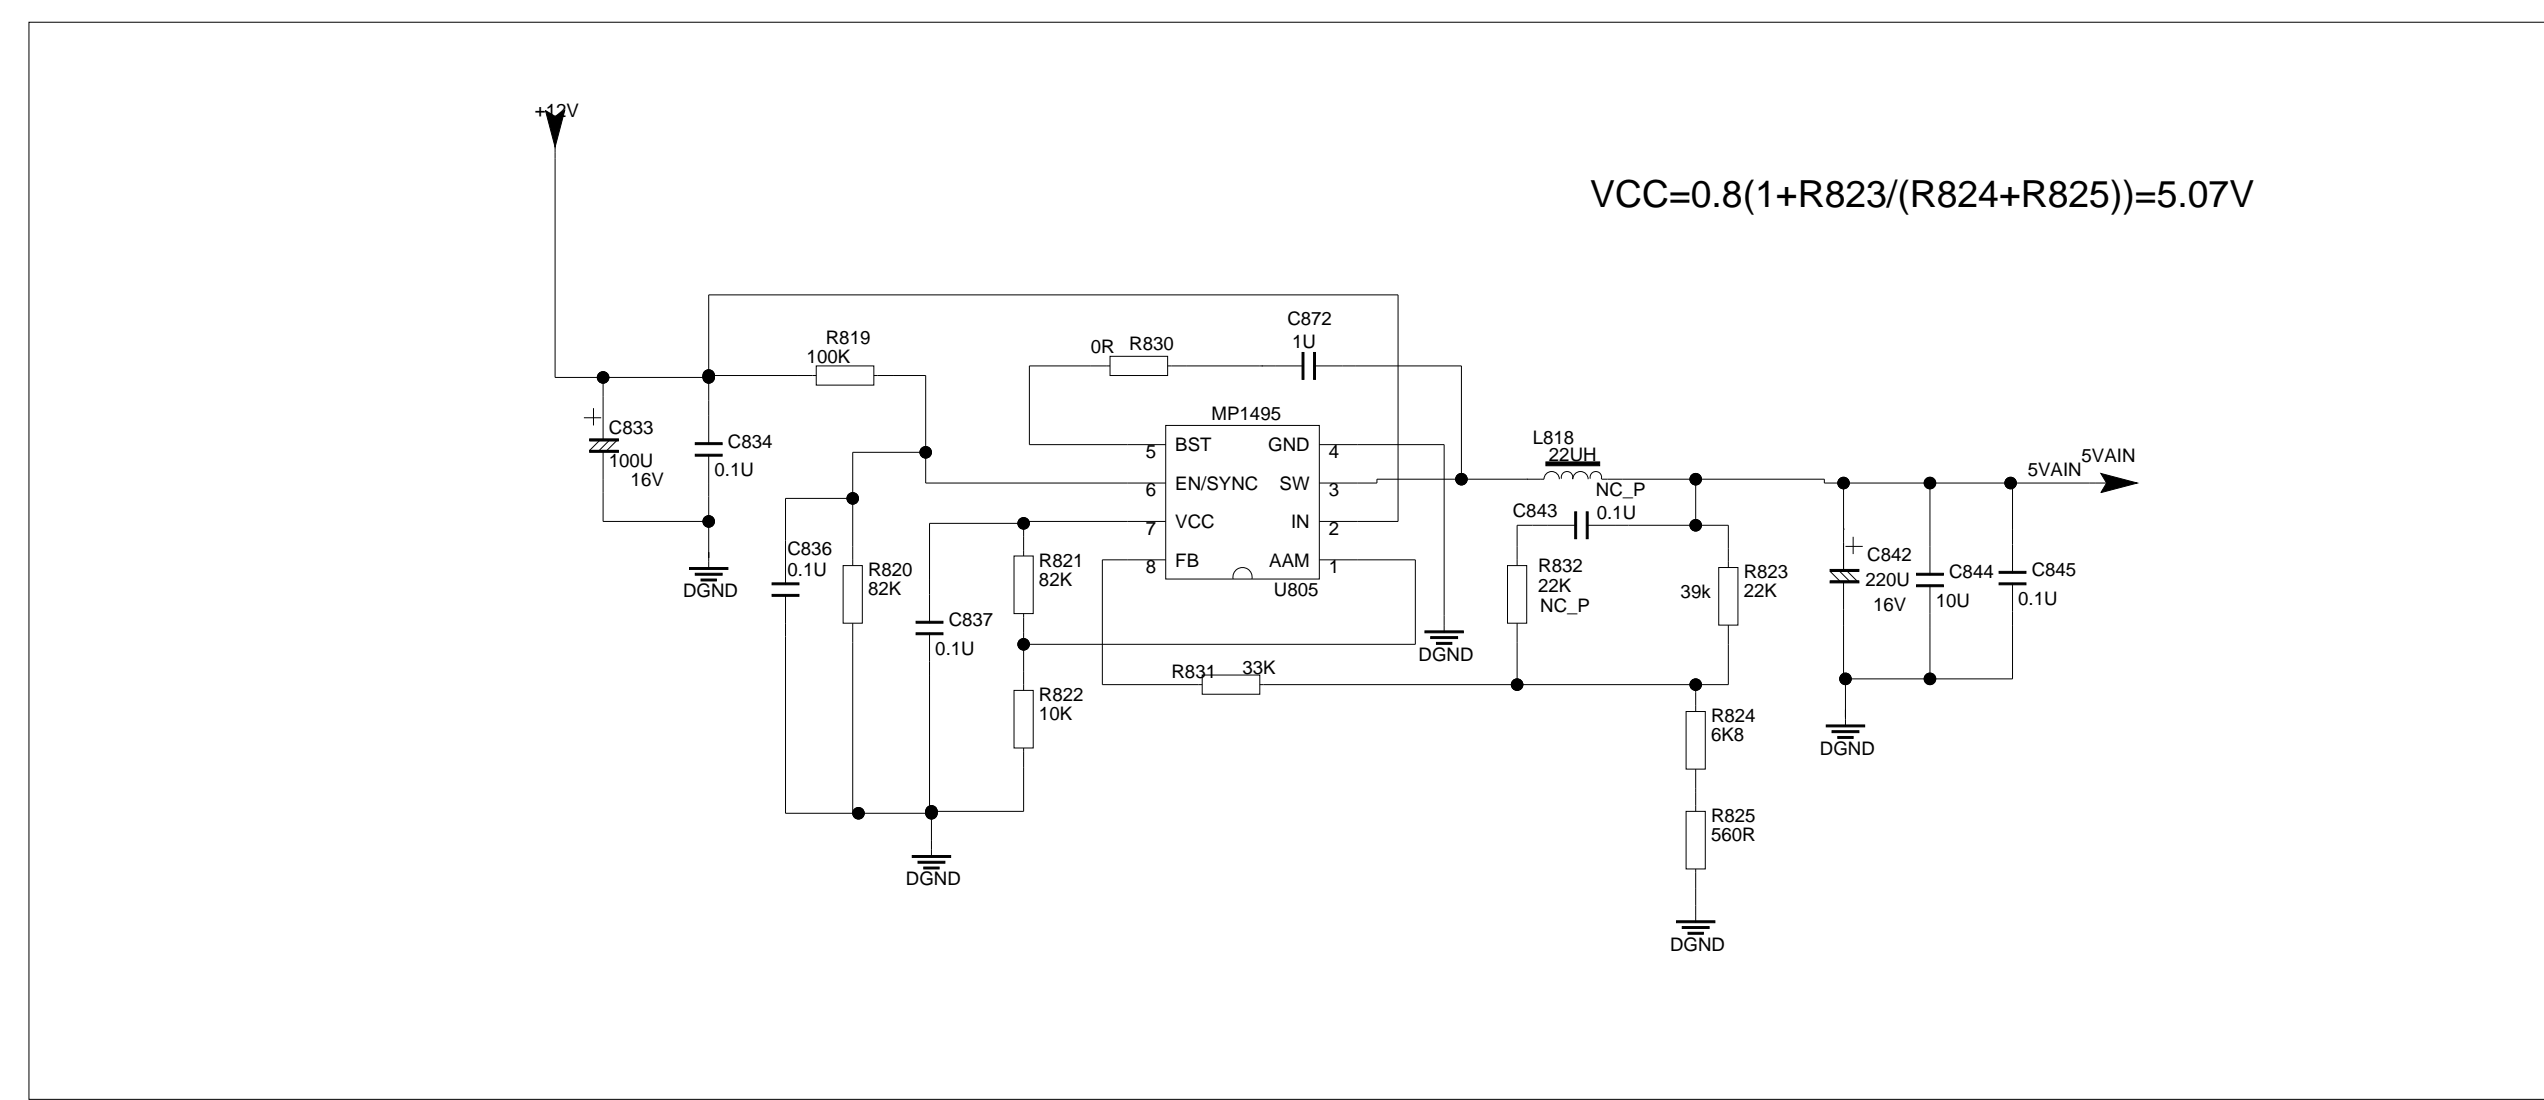 +12V
VCC=0.8(1+R823/(R824+R825))=5.07V
C872
1U
R819
100K
0R R830
MP1495
C833
100U
16V
C834
0.1U
5 BST GND 4
6 EN/SYNC SW 3
7 VCC IN 2
8 FB AAM 1
U805
L818
22UH
NC_P
C843 0.1U
5VAIN 5VAIN
DGND
C836
0.1U
R820
82K
R821
82K
C837
0.1U
R832
22K
NC_P
39k
R823
22K
C842
220U
16V
C844
10U
C845
0.1U
DGND
R831 33K
R822
10K
R824
6K8
DGND
R825
560R
DGND
DGND